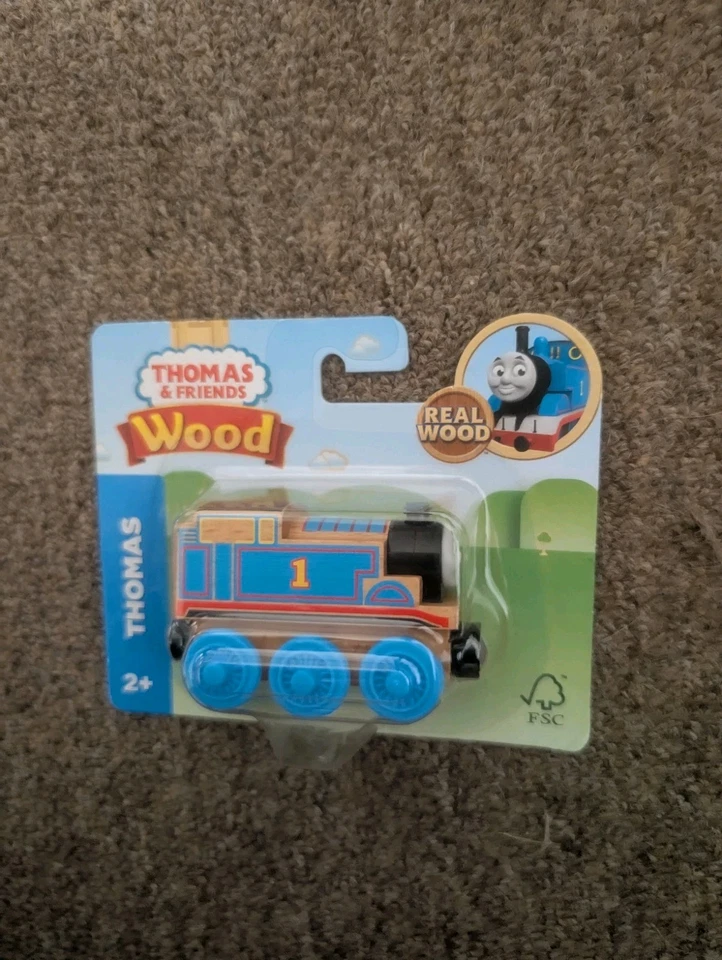 THOMAS
& FRIENDS
Wood
REAL
WOOD
THOMAS
1
2+
FSC